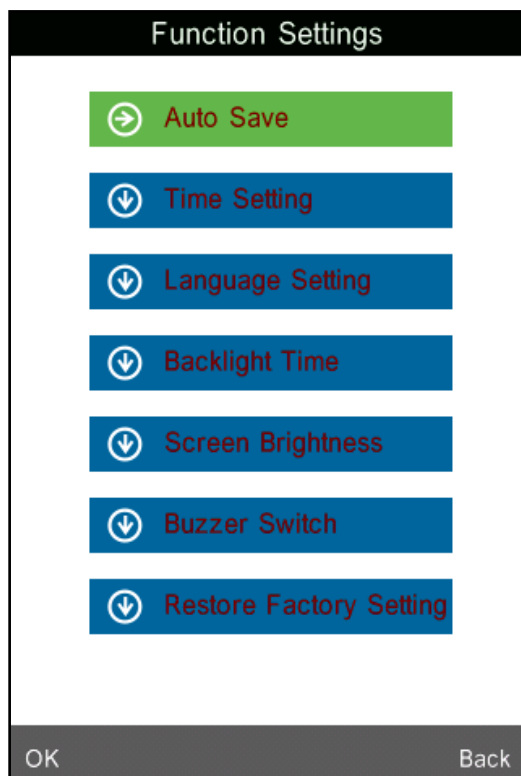 Function Settings
Auto Save
Time Setting
Language Setting
Backlight Time
Screen Brightness
Buzzer Switch
Restore Factory Setting
OK Back